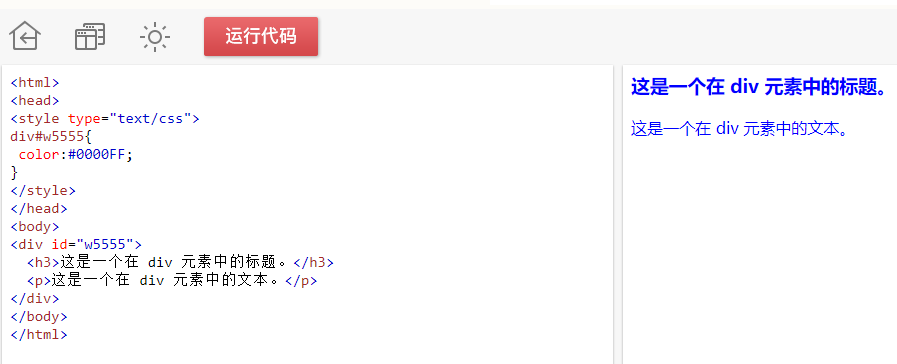 运行代码
<html>
<head>
<style type="text/css">
div#w5555{
 color:#0000FF;
}
</style>
</head>
<body>
<div id="w5555">
  <h3>这是一个在 div 元素中的标题。</h3>
  <p>这是一个在 div 元素中的文本。</p>
</div>
</body>
</html>
这是一个在 div 元素中的标题。
这是一个在 div 元素中的文本。